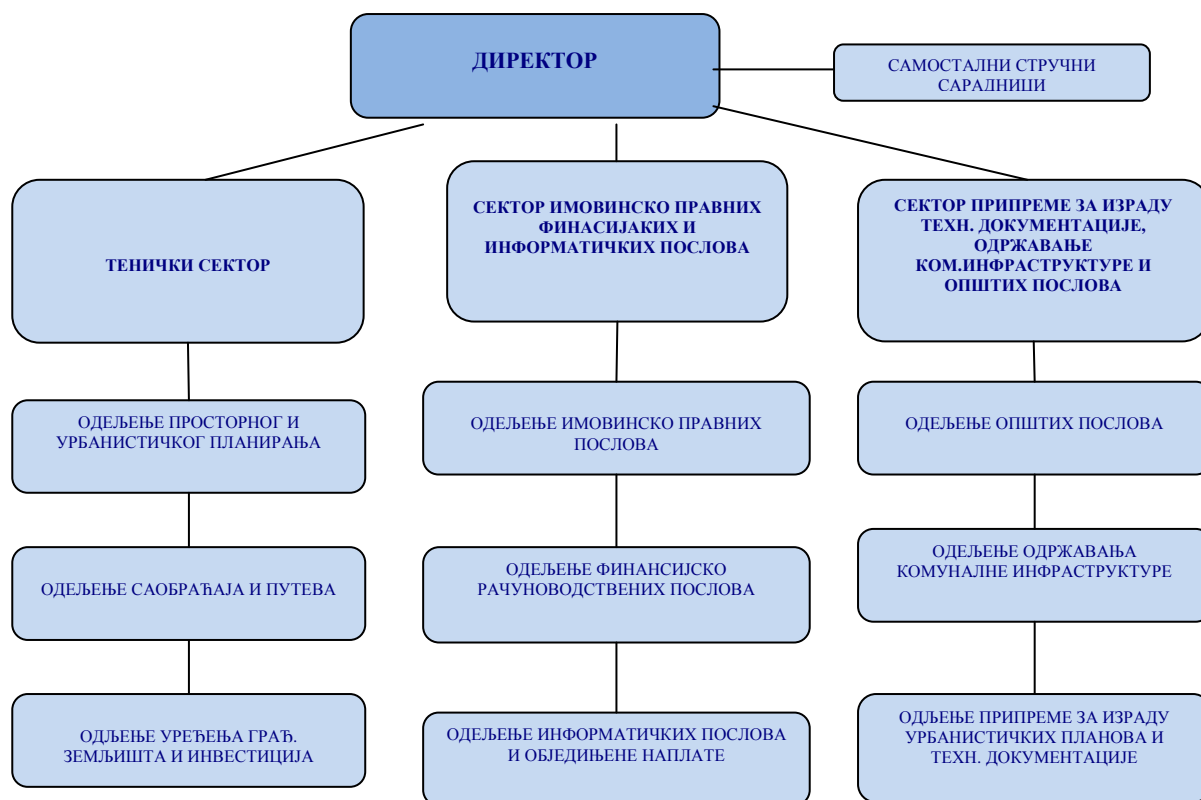 ДИРЕКТОР
САМОСТАЛНИ СТРУЧНИ
САРАДНИЦИ
ТЕНИЧКИ СЕКТОР
СЕКТОР ИМОВИНСКО ПРАВНИХ
ФИНАСИЈАКИХ И
ИНФОРМАТИЧКИХ ПОСЛОВА
СЕКТОР ПРИПРЕМЕ ЗА ИЗРАДУ
ТЕХН. ДОКУМЕНТАЦИЈЕ,
ОДРЖАВАЊЕ
КОМ.ИНФРАСТРУКТУРЕ И
ОПШТИХ ПОСЛОВА
ОДЕЉЕЊЕ ПРОСТОРНОГ И
УРБАНИСТИЧКОГ ПЛАНИРАЊА
ОДЕЉЕЊЕ ИМОВИНСКО ПРАВНИХ
ПОСЛОВА
ОДЕЉЕЊЕ ОПШТИХ ПОСЛОВА
ОДЕЉЕЊЕ САОБРАЋАЈА И ПУТЕВА
ОДЕЉЕЊЕ ФИНАНСИЈСКО
РАЧУНОВОДСТВЕНИХ ПОСЛОВА
ОДЕЉЕЊЕ ОДРЖАВАЊА
КОМУНАЛНЕ ИНФРАСТРУКТУРЕ
ОДЉЕЊЕ УРЕЂЕЊА ГРАЂ.
ЗЕМЉИШТА И ИНВЕСТИЦИЈА
ОДЕЉЕЊЕ ИНФОРМАТИЧКИХ ПОСЛОВА
И ОБЈЕДИЊЕНЕ НАПЛАТЕ
ОДЉЕЊЕ ПРИПРЕМЕ ЗА ИЗРАДУ
УРБАНИСТИЧКИХ ПЛАНОВА И
ТЕХН. ДОКУМЕНТАЦИЈЕ